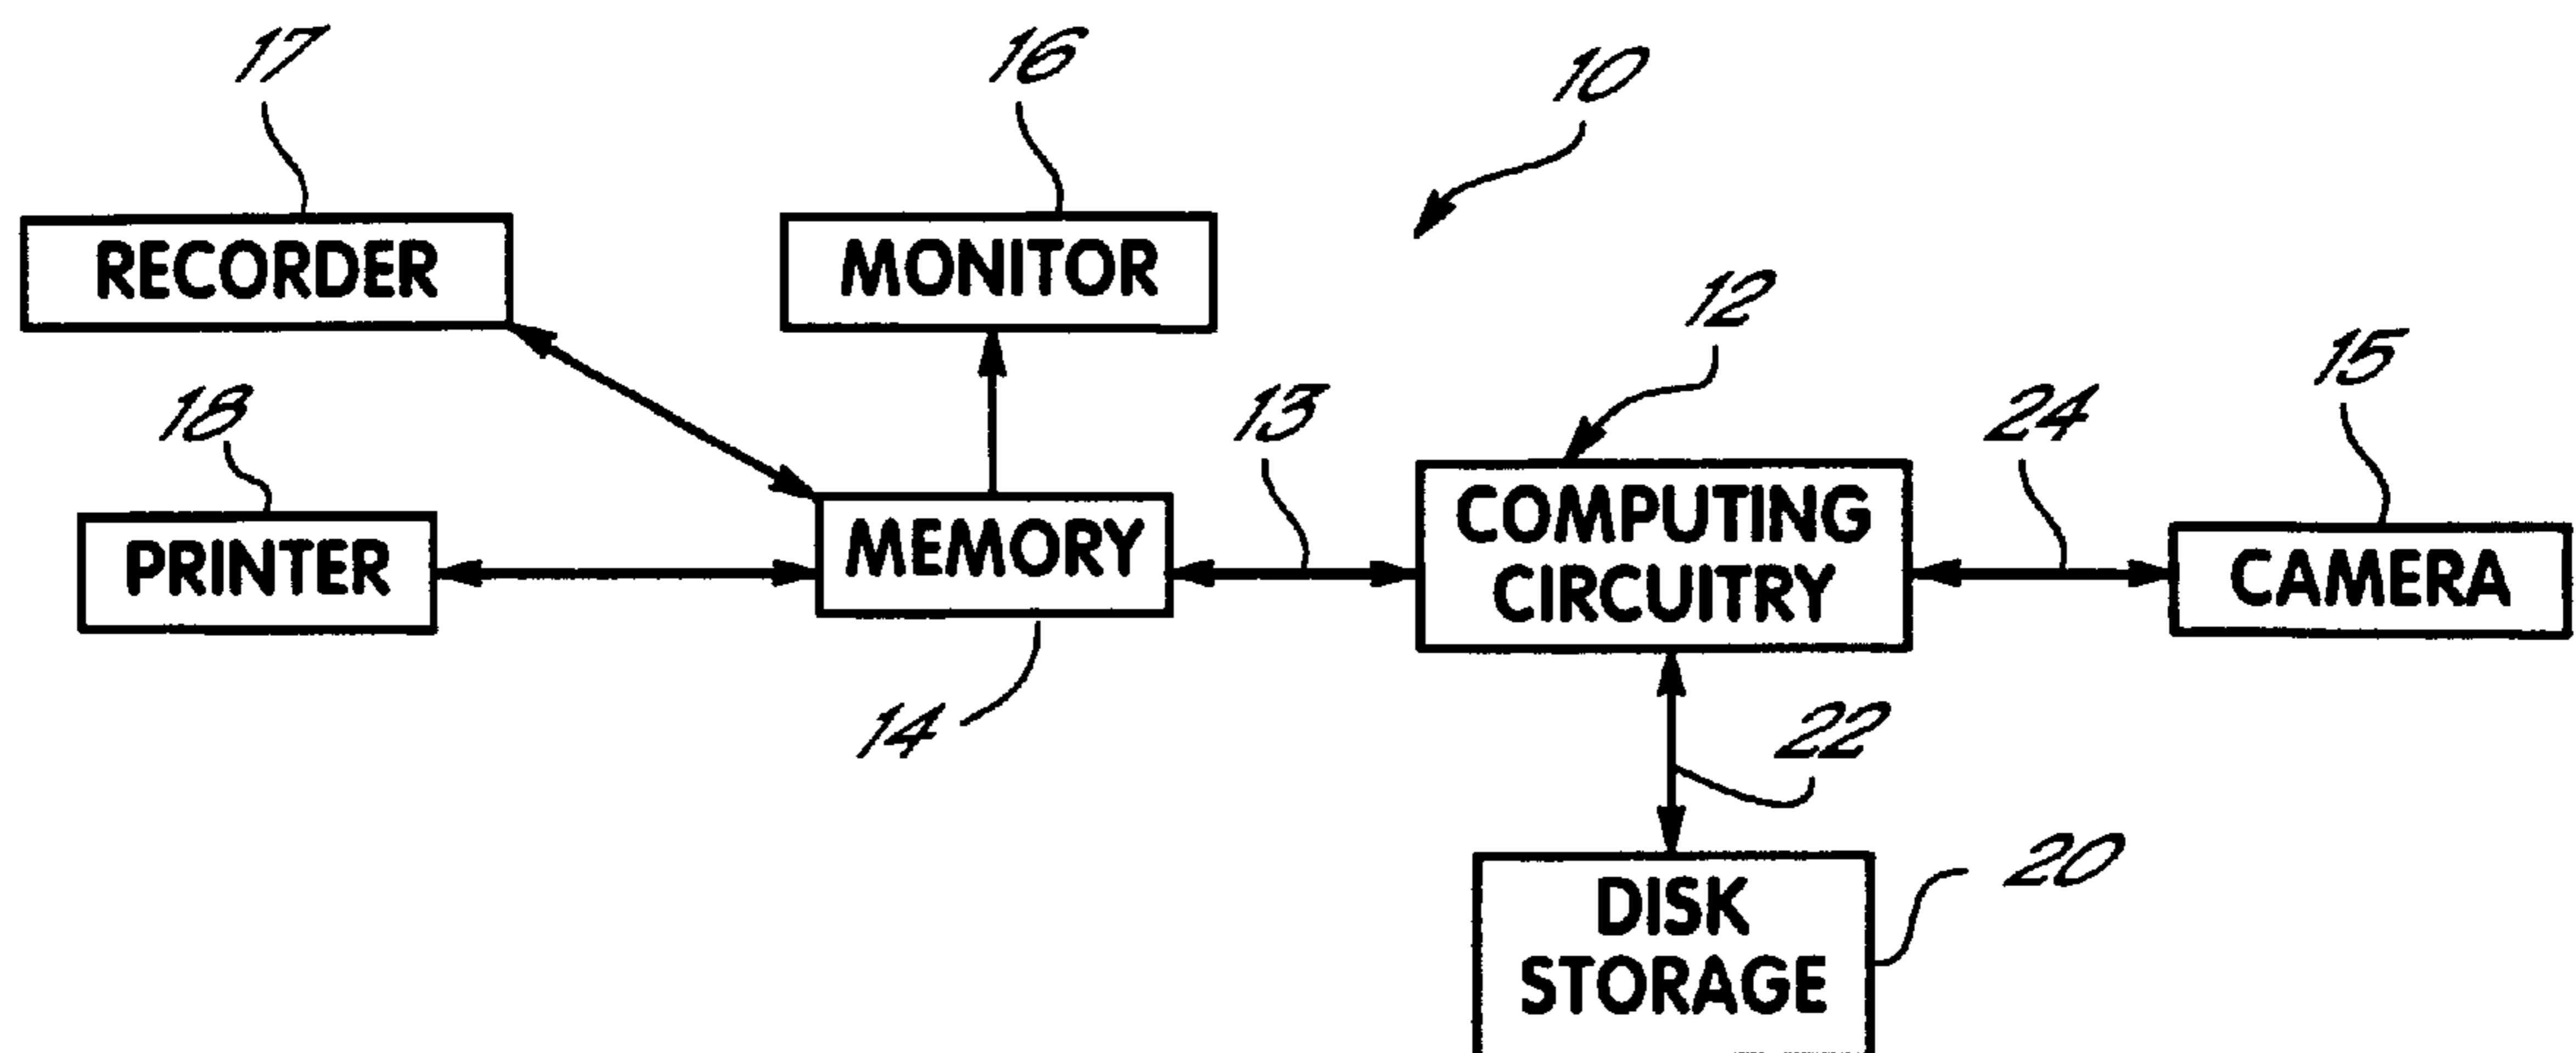 17
16
10
RECORDER
MONITOR
12
15
18
13
24
PRINTER
MEMORY
COMPUTING
CIRCUITRY
CAMERA
14
22
20
DISK
STORAGE